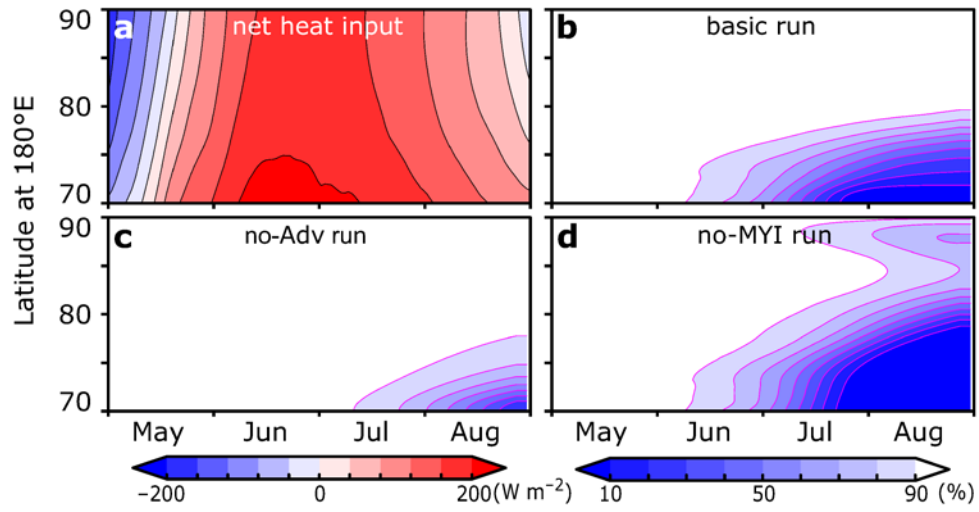 a net heat input
b basic run
90
80
70
c no-Adv run
d no-MYI run
90
80
70
Latitude at 180°E
May Jun Jul Aug
May Jun Jul Aug
−200 0 200 (W m−2)
10 50 90 (%)